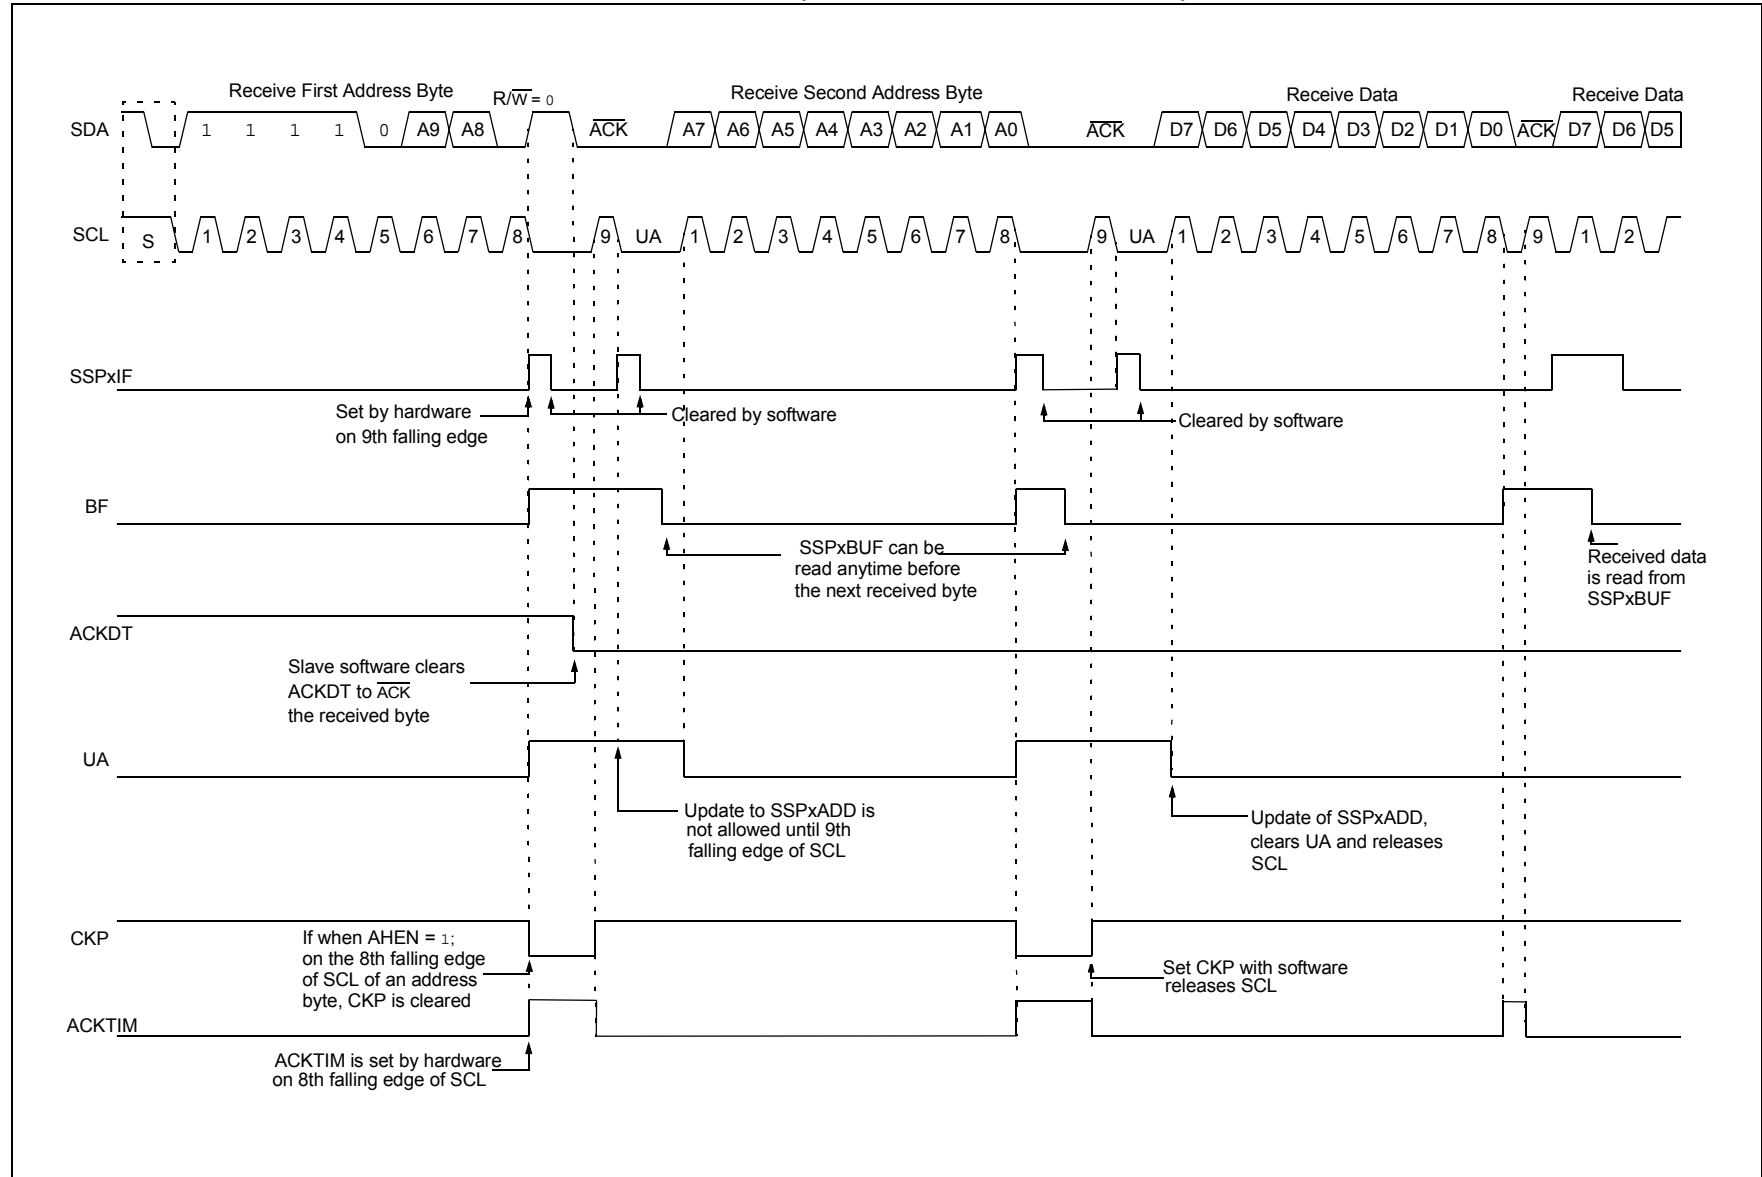 Receive First Address Byte
R/W̅ = 0
Receive Second Address Byte
Receive Data
Receive Data
SDA
1 1 1 1 0 A9 A8
A̅C̅K̅
A7 A6 A5 A4 A3 A2 A1 A0
A̅C̅K̅
D7 D6 D5 D4 D3 D2 D1 D0
A̅C̅K̅
D7 D6 D5
SCL
S 1 2 3 4 5 6 7 8 9 UA 1 2 3 4 5 6 7 8 9 UA 1 2 3 4 5 6 7 8 9 1 2
SSPxIF
Set by hardware
on 9th falling edge
Cleared by software
Cleared by software
BF
SSPxBUF can be
read anytime before
the next received byte
Received data
is read from
SSPxBUF
ACKDT
Slave software clears
ACKDT to A̅C̅K̅
the received byte
UA
Update to SSPxADD is
not allowed until 9th
falling edge of SCL
Update of SSPxADD,
clears UA and releases
SCL
CKP
If when AHEN = 1;
on the 8th falling edge
of SCL of an address
byte, CKP is cleared
Set CKP with software
releases SCL
ACKTIM
ACKTIM is set by hardware
on 8th falling edge of SCL